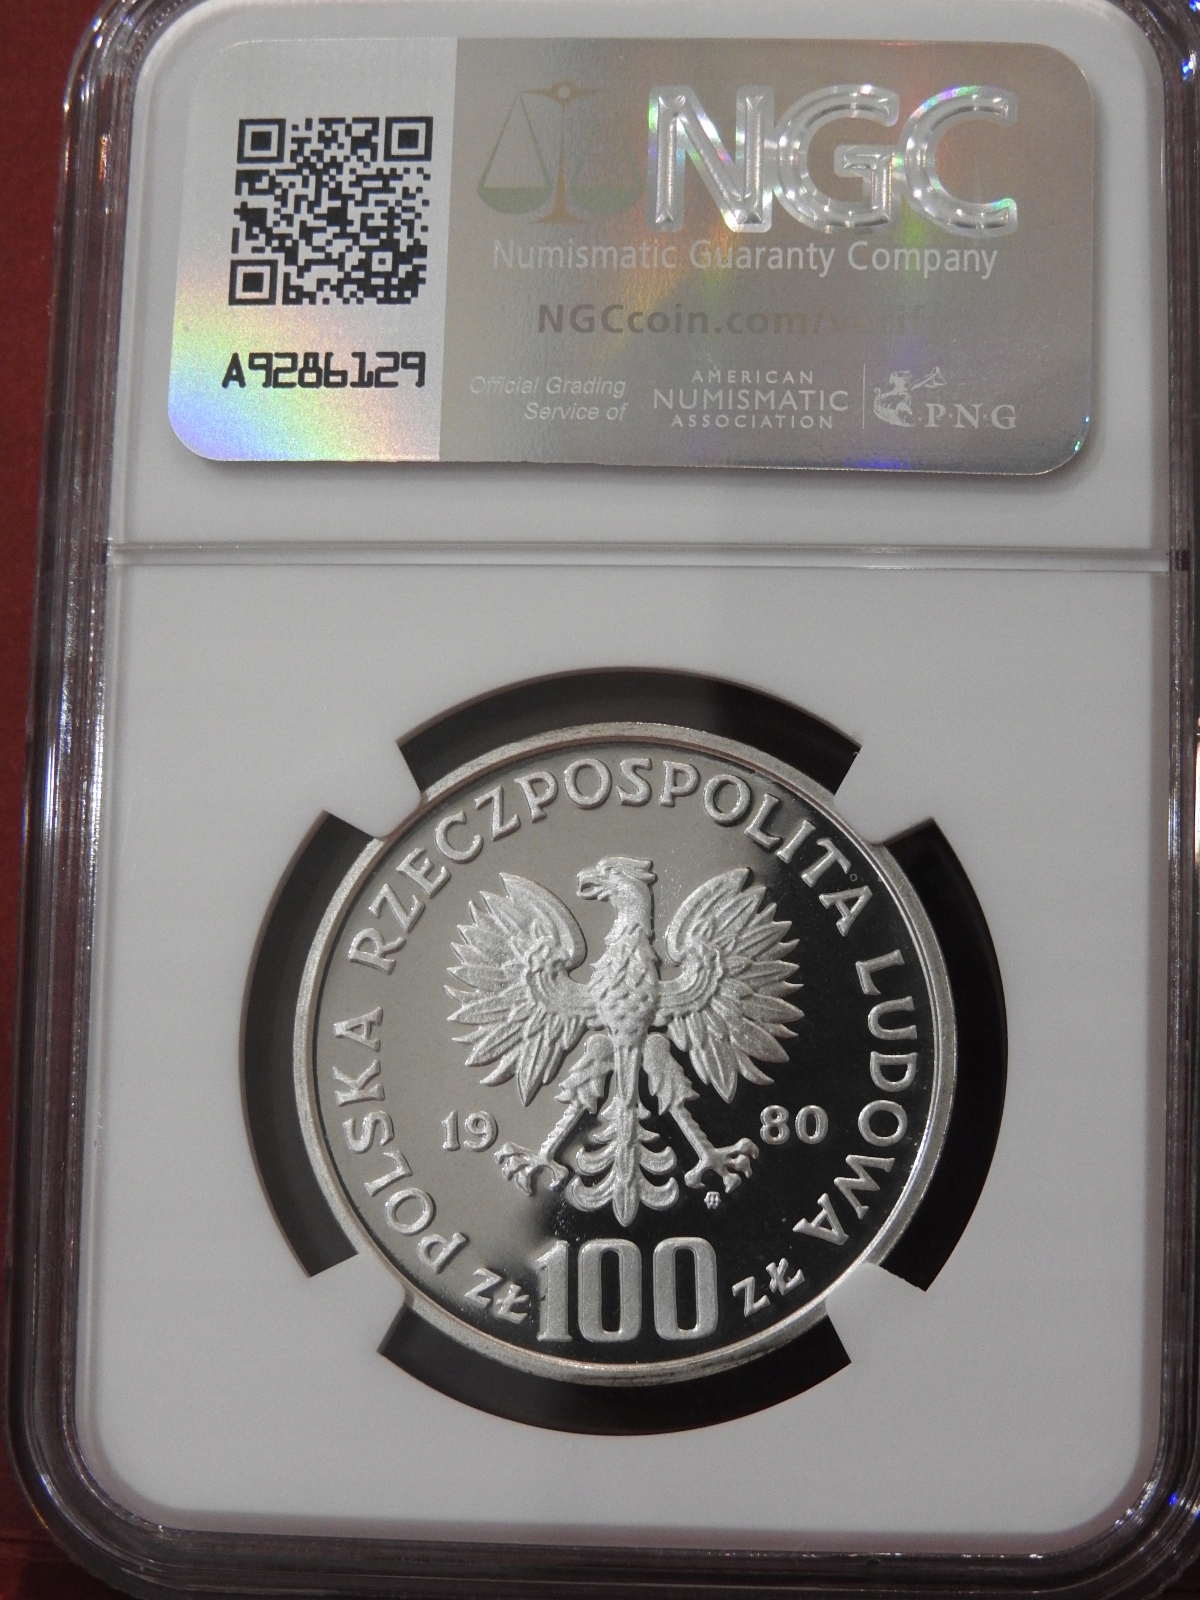 NGC
Numismatic Guaranty Company
NGCcoin.com/verify
A9286129
Official Grading
Service of
AMERICAN
NUMISMATIC
ASSOCIATION
P·N·G
POLSKA RZECZPOSPOLITA LUDOWA
19 80
ZŁ 100 ZŁ